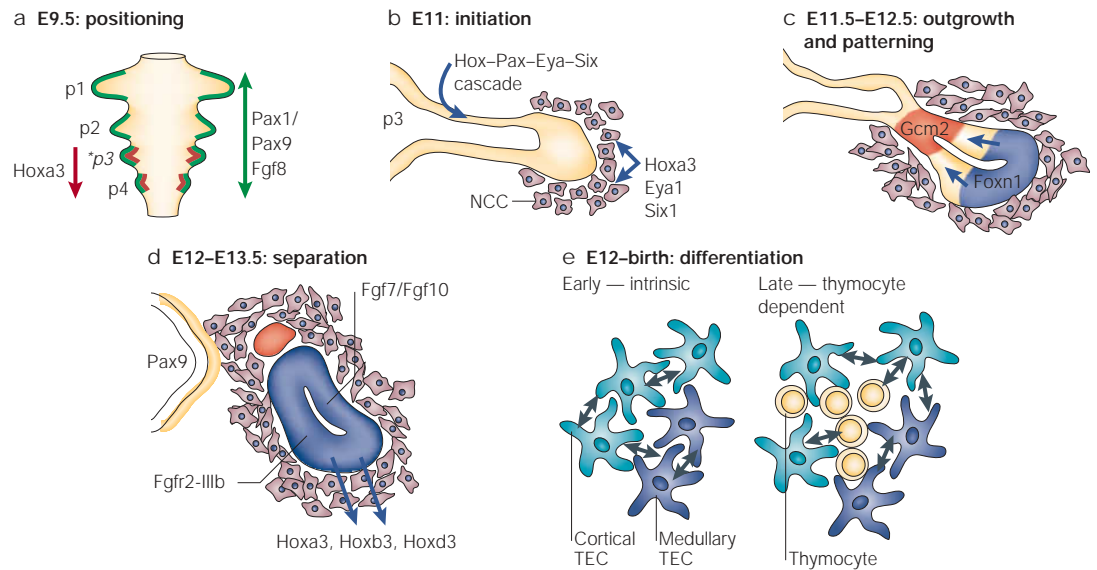 a E9.5: positioning
p1
p2
*p3
p4
Hoxa3
Pax1/
Pax9
Fgf8
b E11: initiation
Hox–Pax–Eya–Six
cascade
p3
NCC
Hoxa3
Eya1
Six1
c E11.5–E12.5: outgrowth
and patterning
Gcm2
Foxn1
d E12–E13.5: separation
Fgf7/Fgf10
Pax9
Fgfr2-IIIb
Hoxa3, Hoxb3, Hoxd3
e E12–birth: differentiation
Early — intrinsic
Late — thymocyte
dependent
Cortical
TEC
Medullary
TEC
Thymocyte